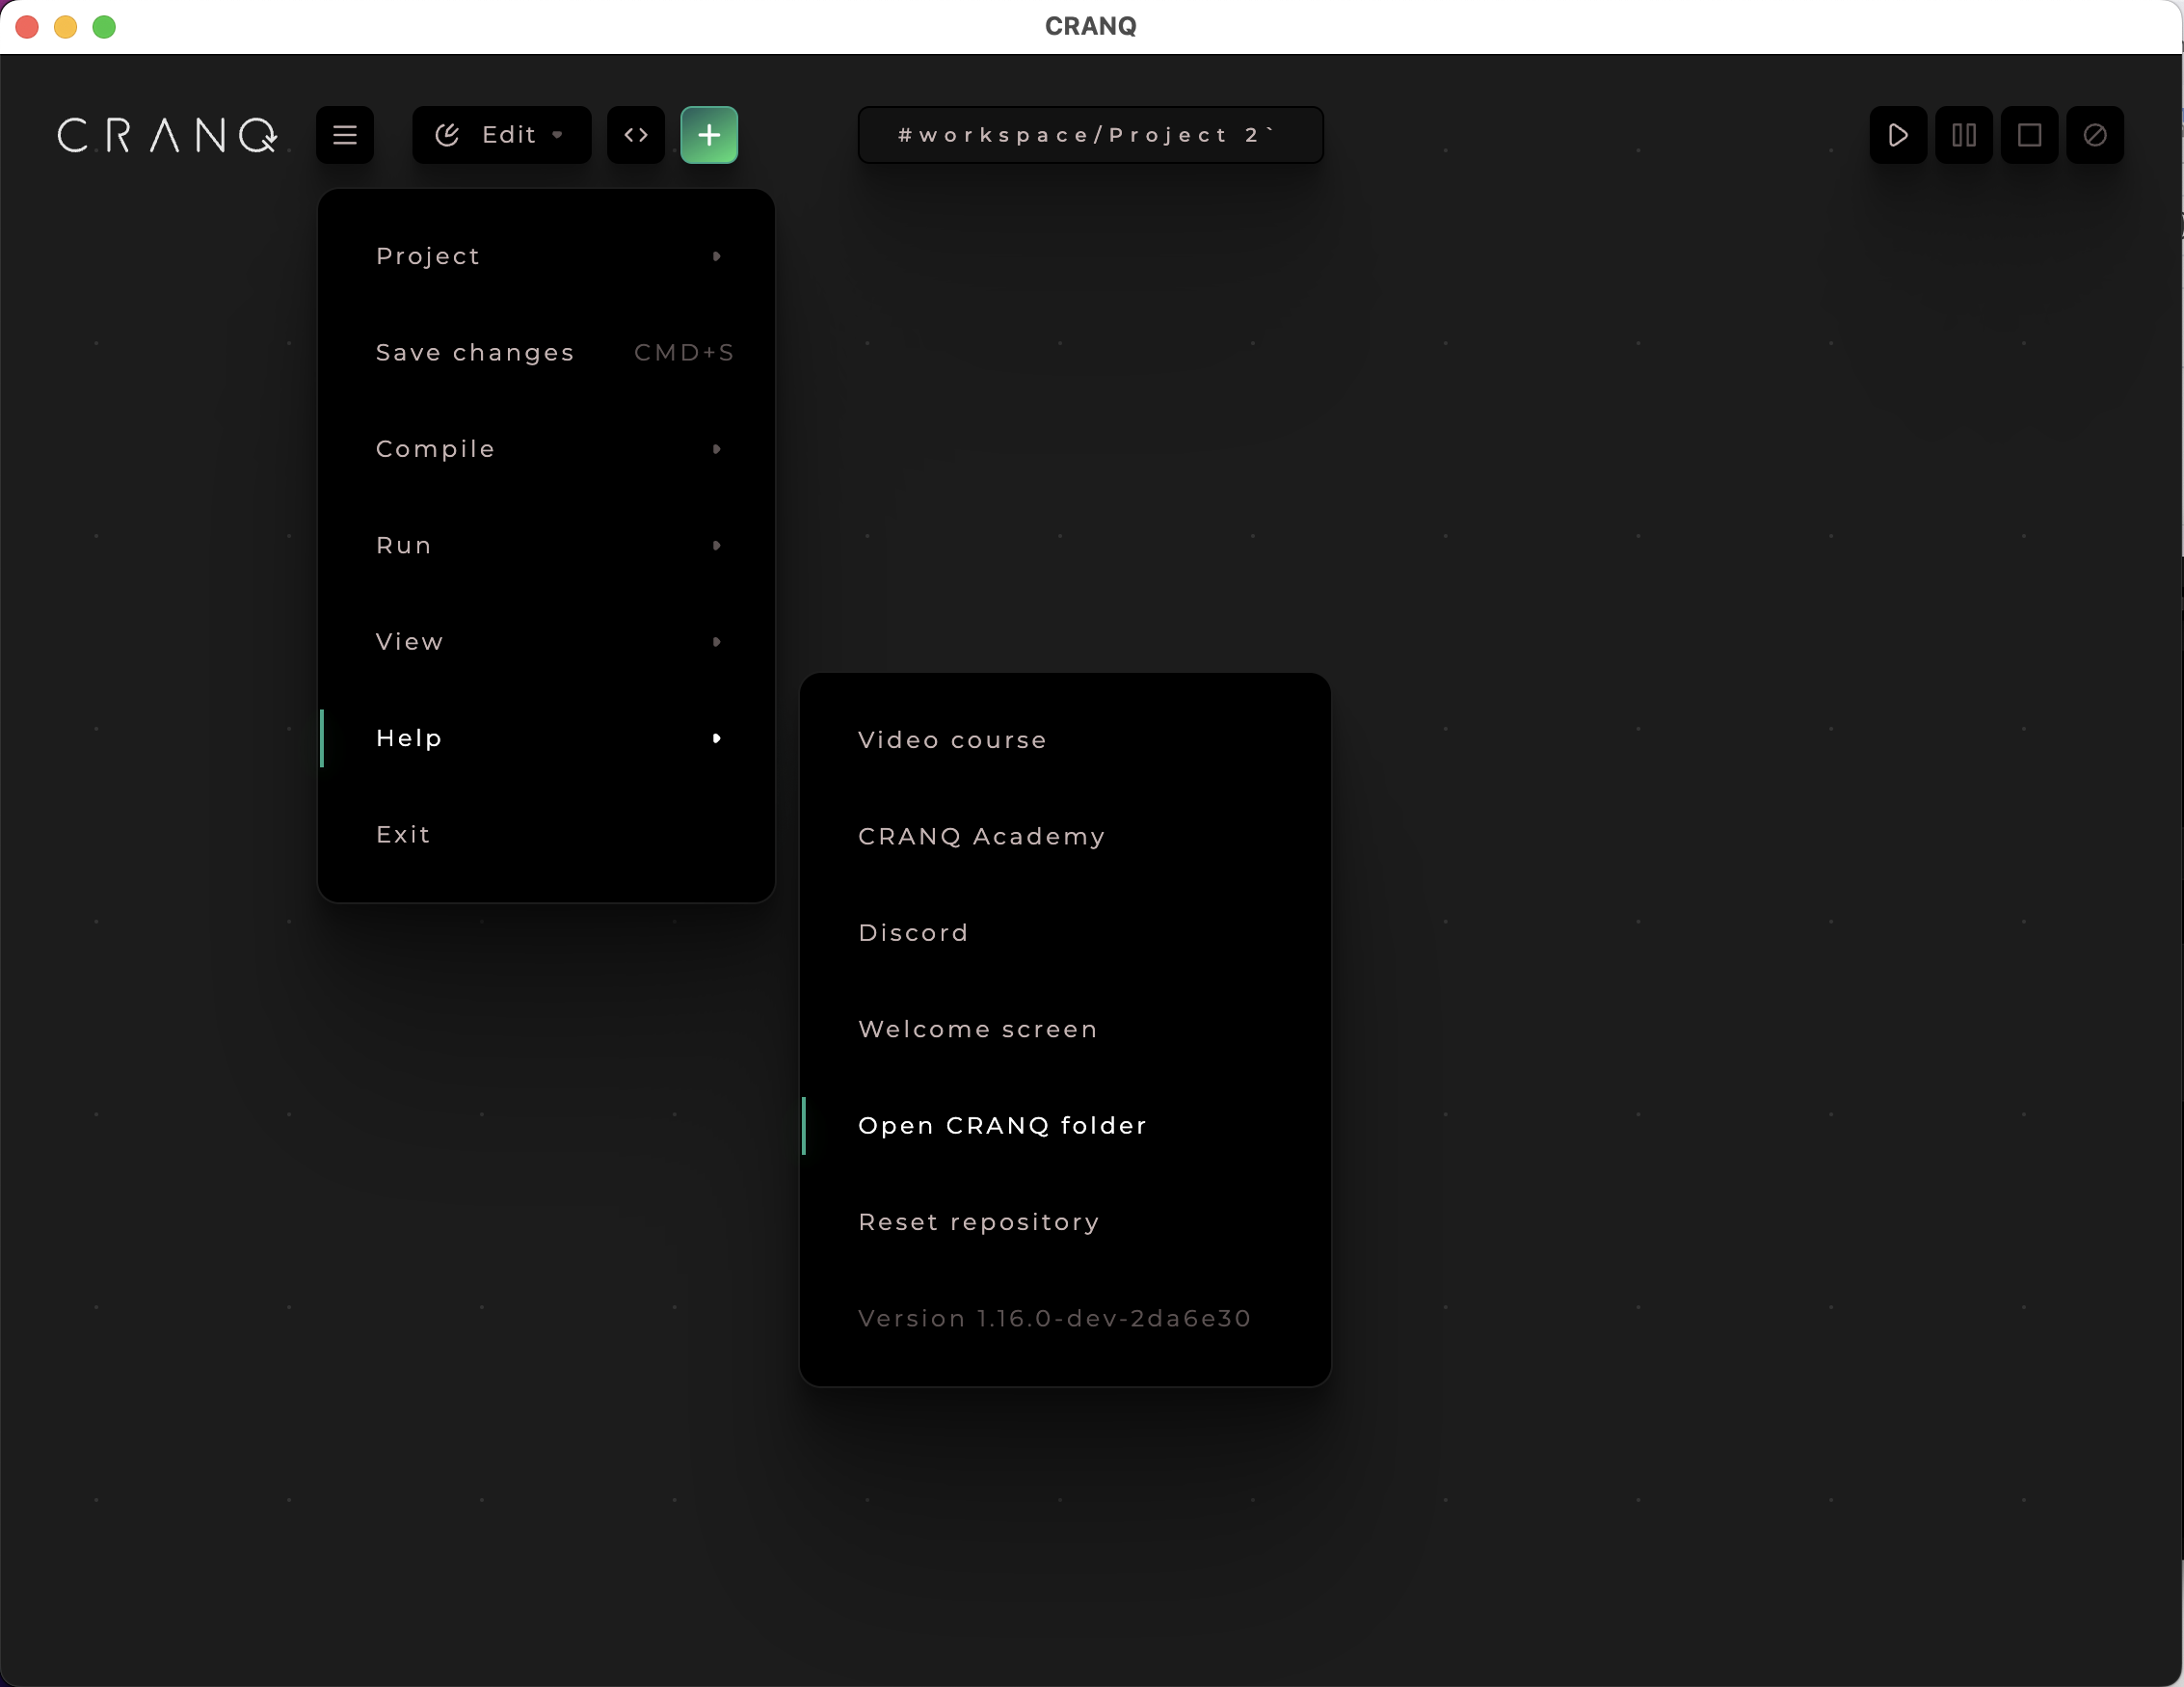 CRANQ
CRANQ
Edit
#workspace/Project 2`
Project
Save changes CMD+S
Compile
Run
View
Help
Exit
Video course
CRANQ Academy
Discord
Welcome screen
Open CRANQ folder
Reset repository
Version 1.16.0-dev-2da6e30